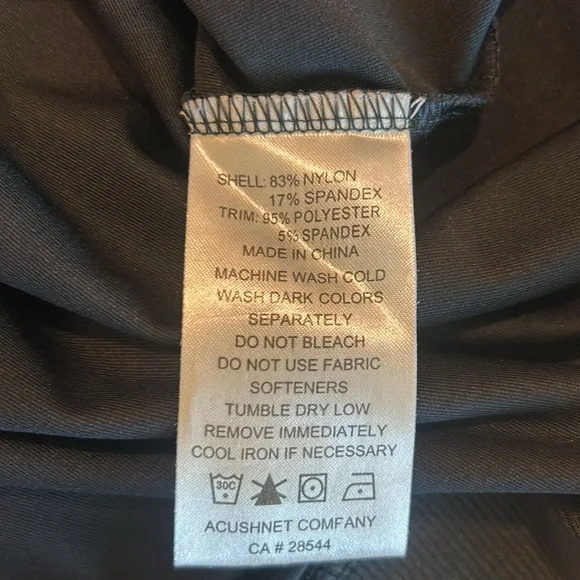 SHELL: 83% NYLON
17% SPANDEX
TRIM: 95% POLYESTER
5% SPANDEX
MADE IN CHINA
MACHINE WASH COLD
WASH DARK COLORS
SEPARATELY
DO NOT BLEACH
DO NOT USE FABRIC
SOFTENERS
TUMBLE DRY LOW
REMOVE IMMEDIATELY
COOL IRON IF NECESSARY
30C
ACUSHNET COMPANY
CA # 28544